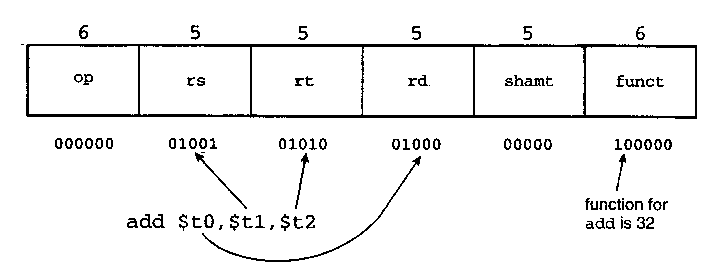 6 5 5 5 5 6
op rs rt rd shamt funct
000000 01001 01010 01000 00000 100000
function for
add $t0,$t1,$t2
add is 32